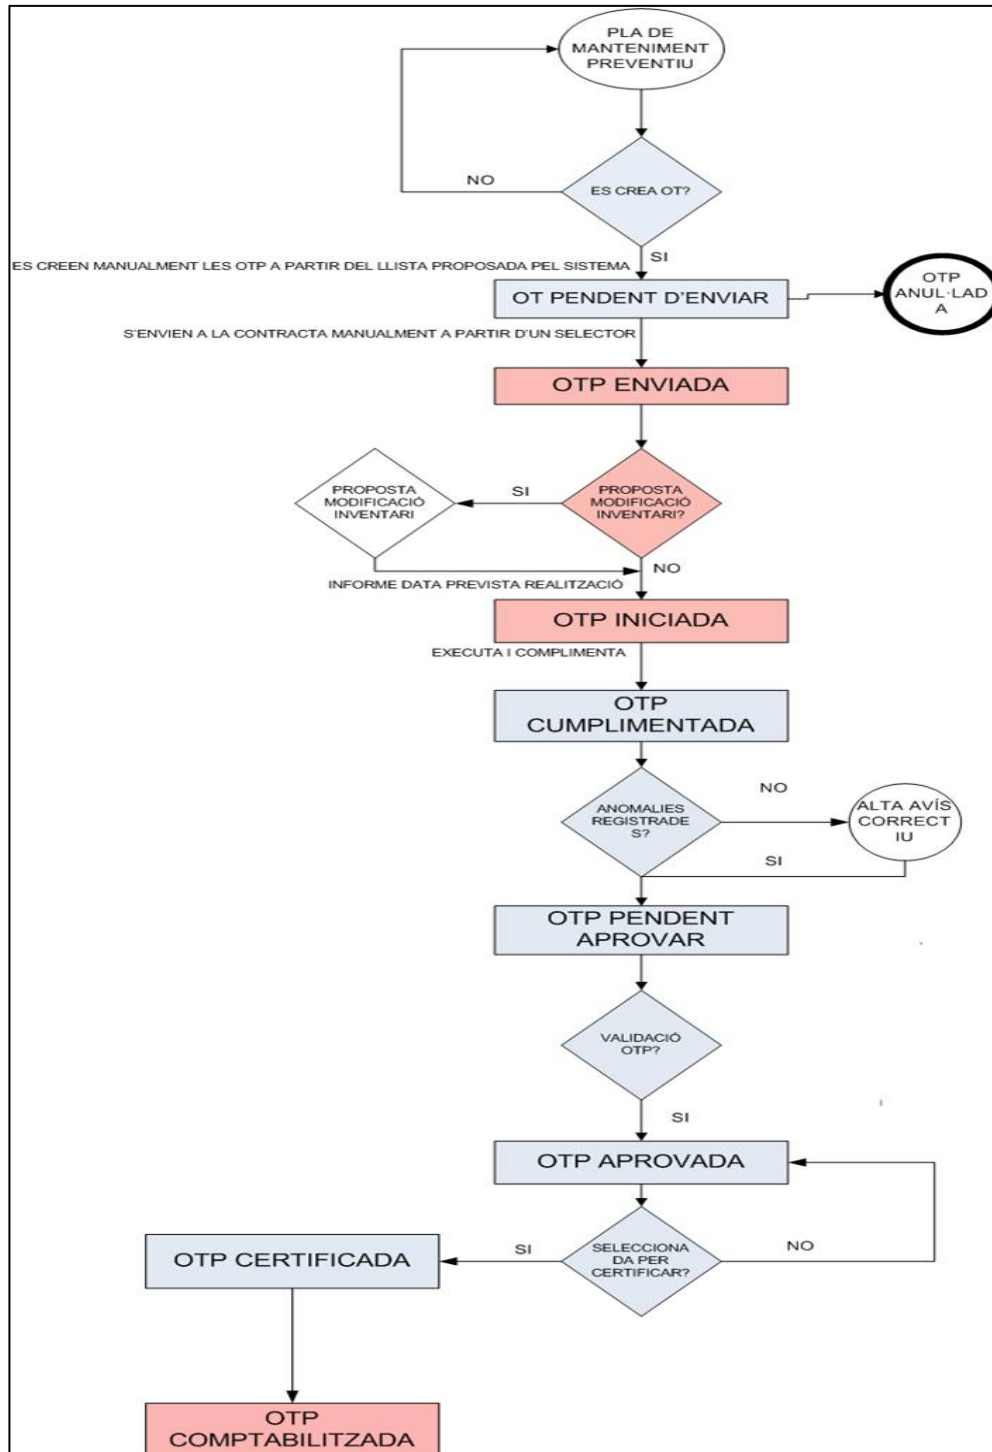 PLA DE
MANTENIMENT
PREVENTIU
NO
ES CREA OT?
SI
ES CREEN MANUALMENT LES OTP A PARTIR DEL LLISTA PROPOSADA PEL SISTEMA
OT PENDENT D'ENVIAR
OTP
ANUL·LAD
A
S'ENVIEN A LA CONTRACTA MANUALMENT A PARTIR D'UN SELECTOR
OTP ENVIADA
PROPOSTA
MODIFICACIÓ
INVENTARI
SI
PROPOSTA
MODIFICACIÓ
INVENTARI?
NO
INFORME DATA PREVISTA REALITZACIÓ
OTP INICIADA
EXECUTA I COMPLIMENTA
OTP
CUMPLIMENTADA
ANOMALIES
REGISTRADE
S?
NO
ALTA AVÍS
CORRECT
IU
SI
OTP PENDENT
APROVAR
VALIDACIÓ
OTP?
SI
OTP APROVADA
OTP CERTIFICADA
SI
SELECCIONA
DA PER
CERTIFICAR?
NO
OTP
COMPTABILITZADA